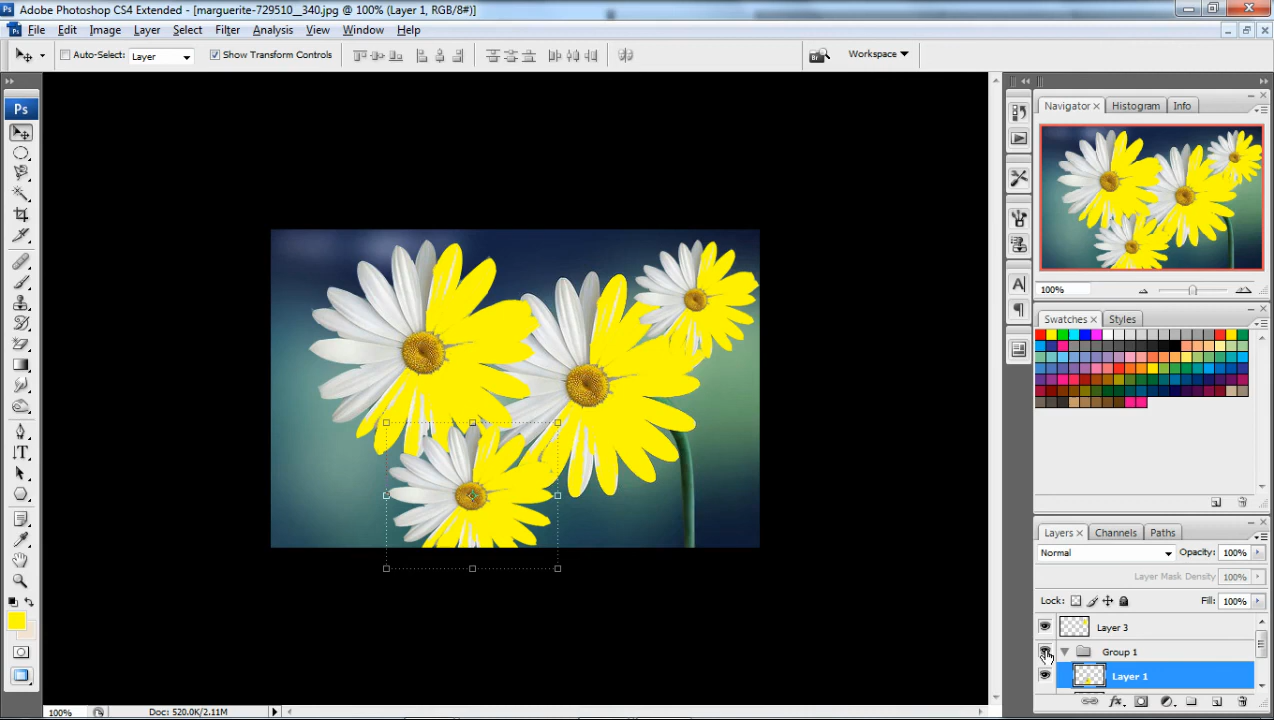 Adobe Photoshop CS4 Extended - [marguerite-729510__340.jpg @ 100% (Layer 1, RGB/8#)]
File Edit Image Layer Select Filter Analysis View Window Help
Auto-Select: Layer Show Transform Controls Br Workspace
Ps
Navigator Histogram Info
100%
Swatches Styles
Layers Channels Paths
Normal Opacity: 100%
Layer Mask Density: 100%
Lock: Fill: 100%
Layer 3
Group 1
Layer 1
100% Doc: 520.0K/2.11M